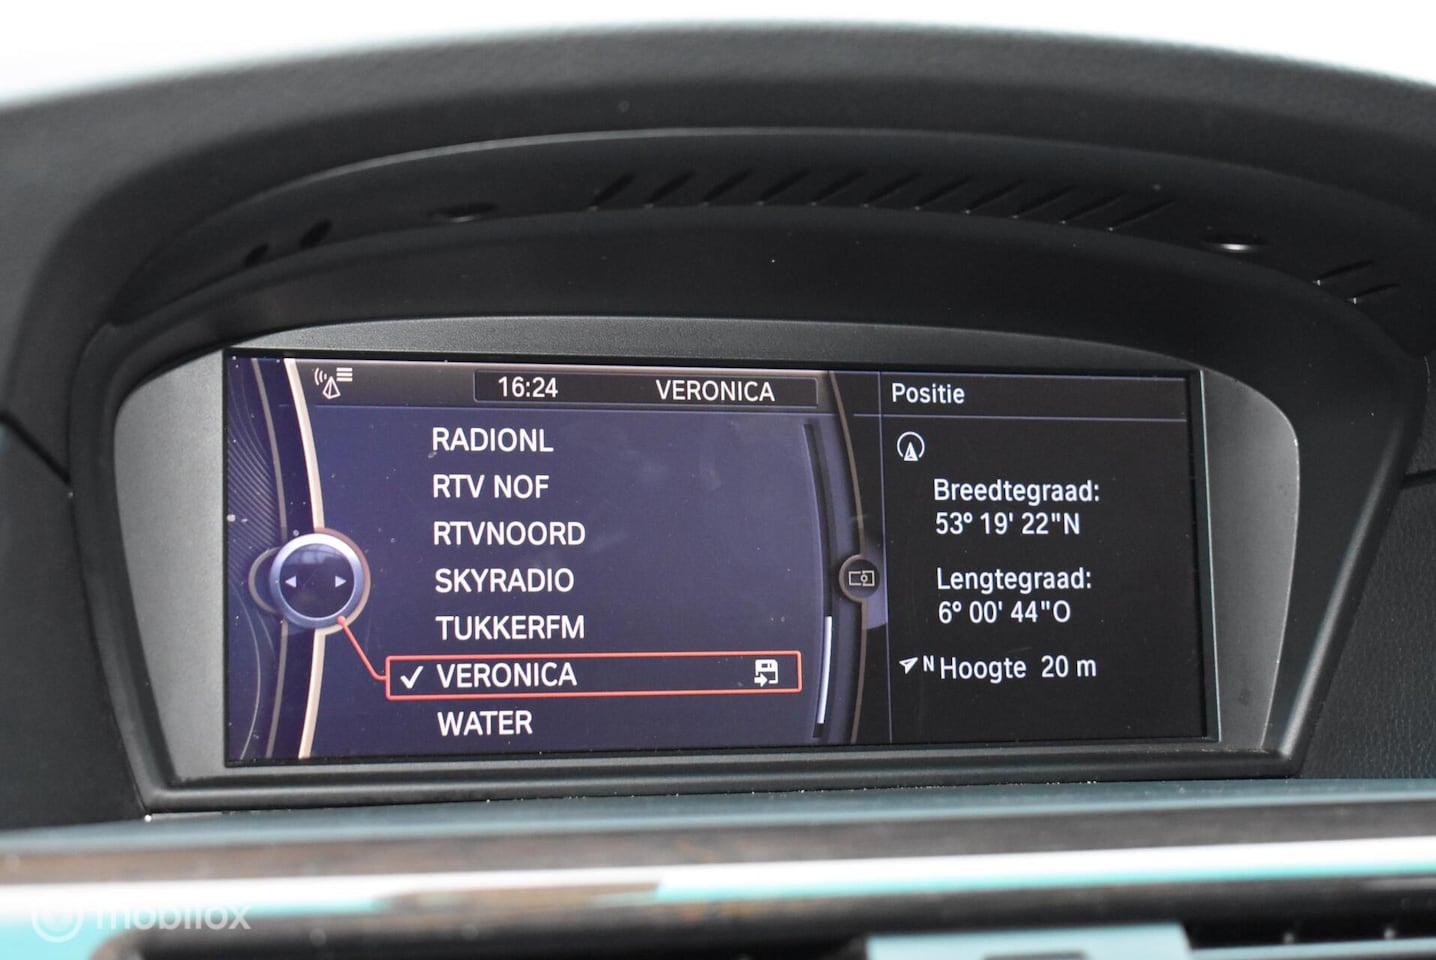 16:24 VERONICA
RADIONL
RTV NOF
RTVNOORD
SKYRADIO
TUKKERFM
VERONICA
WATER
Positie
Breedtegraad:
53° 19' 22"N
Lengtegraad:
6° 00' 44"O
N Hoogte 20 m
mobilox